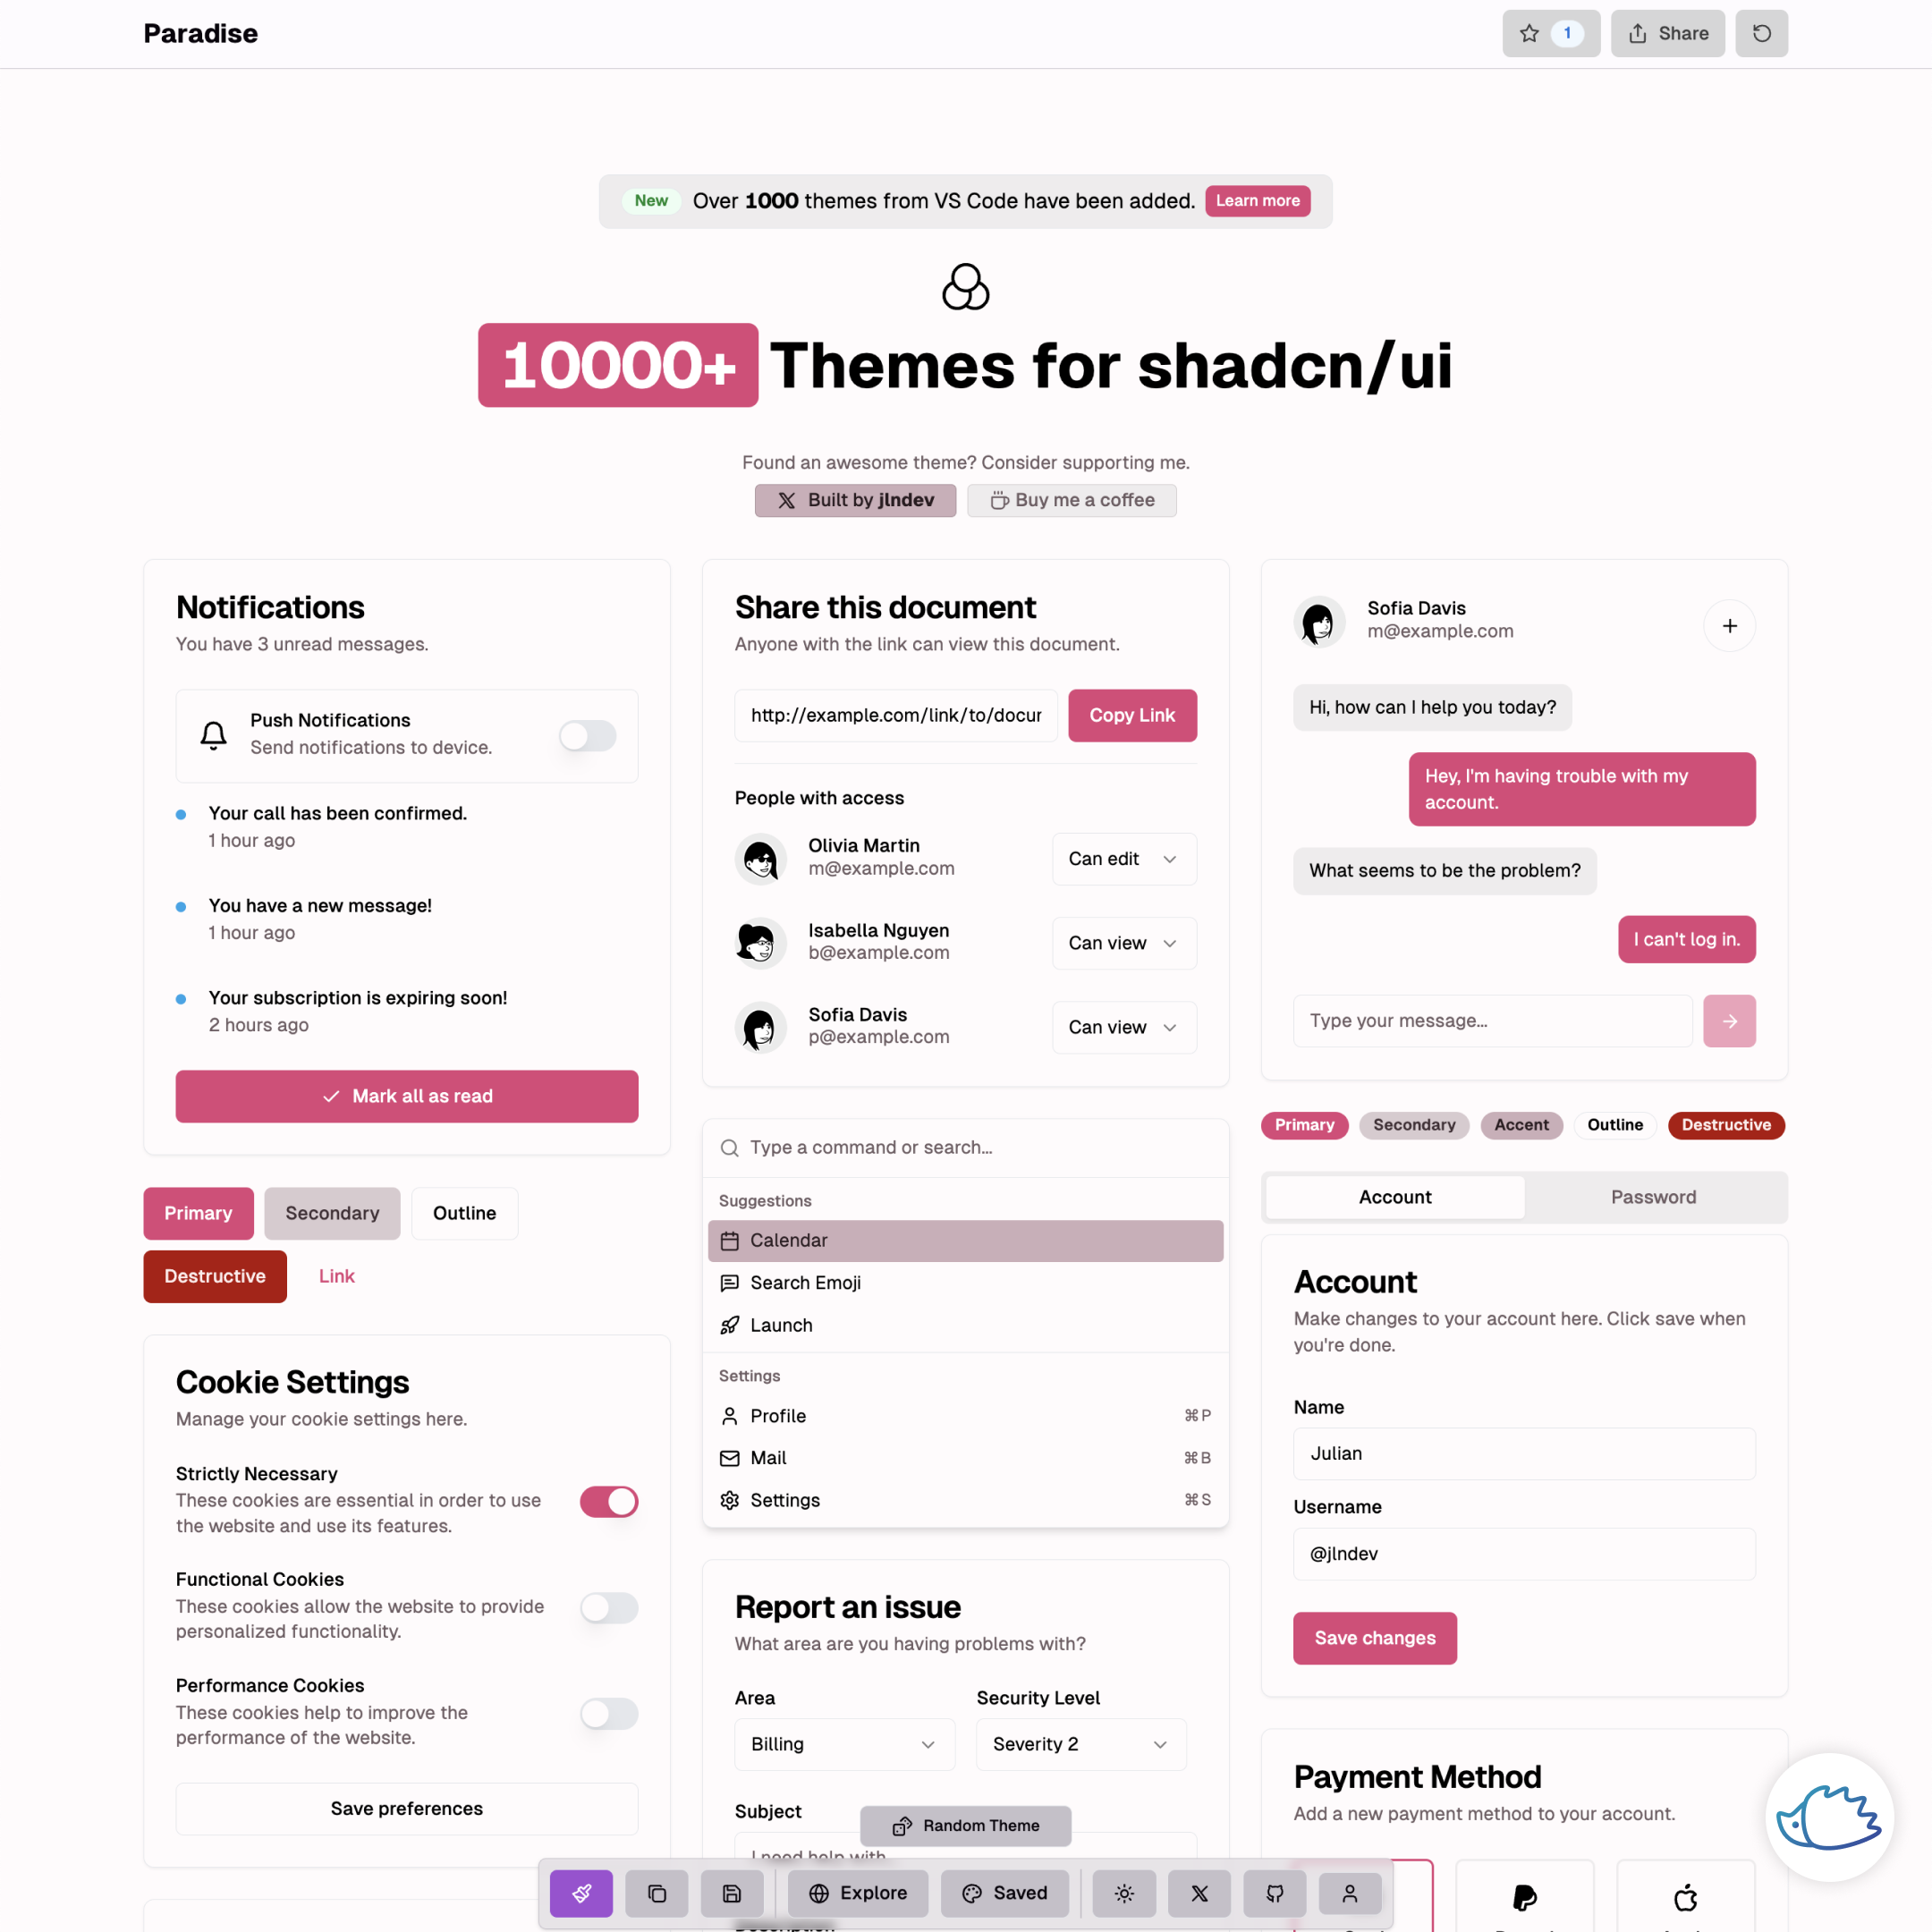 Paradise
1
Share
New
Over 1000 themes from VS Code have been added.
Learn more
10000+ Themes for shadcn/ui
Found an awesome theme? Consider supporting me.
Built by jlndev
Buy me a coffee
Notifications
You have 3 unread messages.
Push Notifications
Send notifications to device.
Your call has been confirmed.
1 hour ago
You have a new message!
1 hour ago
Your subscription is expiring soon!
2 hours ago
Mark all as read
Primary
Secondary
Outline
Destructive
Link
Cookie Settings
Manage your cookie settings here.
Strictly Necessary
These cookies are essential in order to use
the website and use its features.
Functional Cookies
These cookies allow the website to provide
personalized functionality.
Performance Cookies
These cookies help to improve the
performance of the website.
Save preferences
Share this document
Anyone with the link can view this document.
http://example.com/link/to/docur
Copy Link
People with access
Olivia Martin
m@example.com
Can edit
Isabella Nguyen
b@example.com
Can view
Sofia Davis
p@example.com
Can view
Type a command or search...
Suggestions
Calendar
Search Emoji
Launch
Settings
Profile
⌘P
Mail
⌘B
Settings
⌘S
Report an issue
What area are you having problems with?
Area
Security Level
Billing
Severity 2
Subject
I need help with
Random Theme
Explore
Saved
Sofia Davis
m@example.com
Hi, how can I help you today?
Hey, I'm having trouble with my
account.
What seems to be the problem?
I can't log in.
Type your message...
Primary
Secondary
Accent
Outline
Destructive
Account
Password
Account
Make changes to your account here. Click save when
you're done.
Name
Julian
Username
@jlndev
Save changes
Payment Method
Add a new payment method to your account.